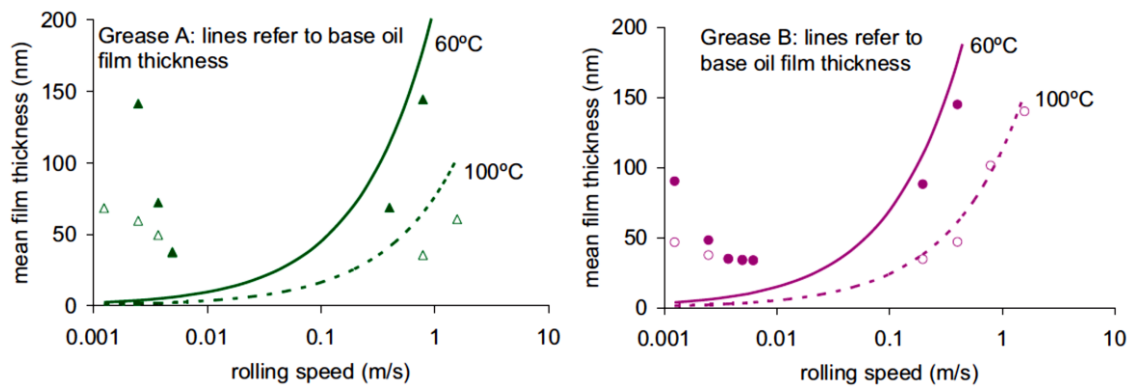 Grease A: lines refer to base oil
film thickness
60ºC
100ºC
200
150
100
50
0
0.001
0.01
0.1
1
10
mean film thickness (nm)
rolling speed (m/s)
Grease B: lines refer to
base oil film thickness
60ºC
100ºC
200
150
100
50
0
0.001
0.01
0.1
1
10
mean film thickness (nm)
rolling speed (m/s)